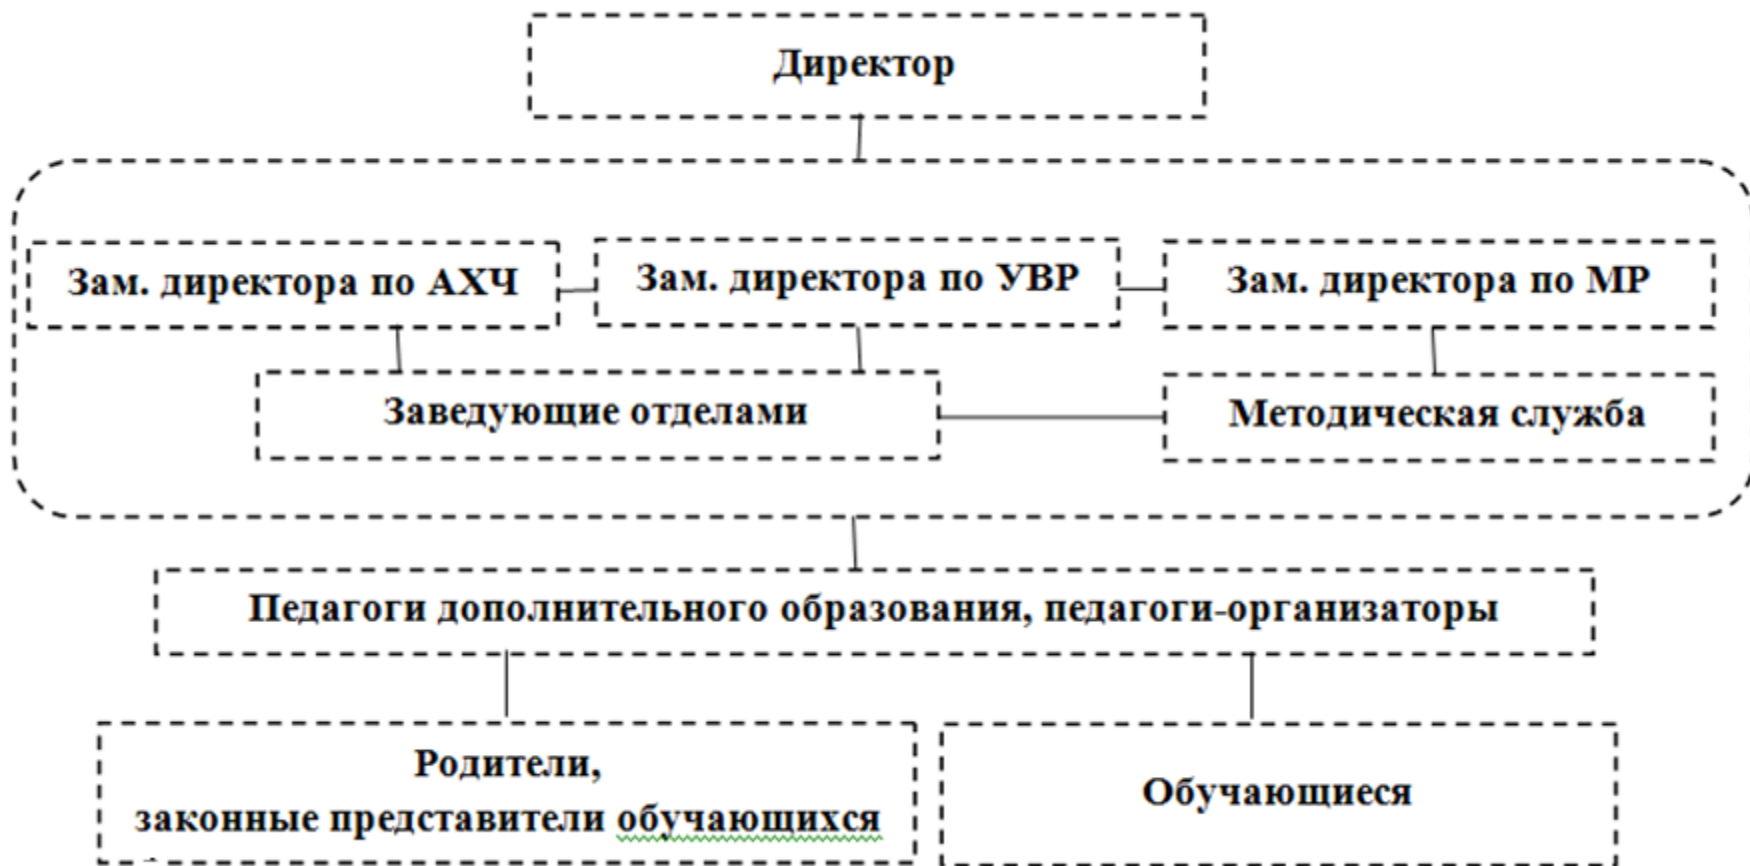 Директор
Зам. директора по АХЧ
Зам. директора по УВР
Зам. директора по МР
Заведующие отделами
Методическая служба
Педагоги дополнительного образования, педагоги-организаторы
Родители,
законные представители обучающихся
Обучающиеся